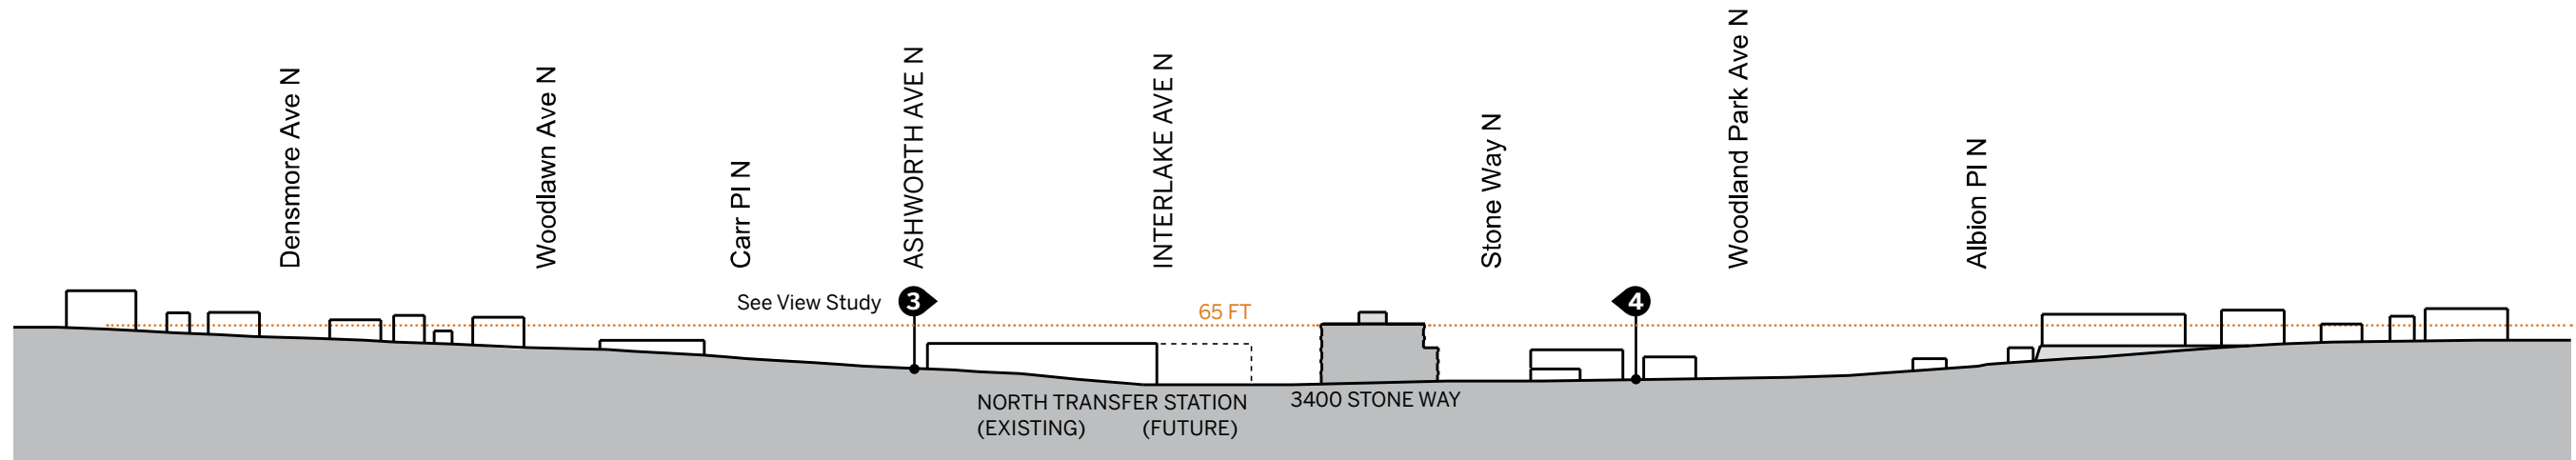 Densmore Ave N
Woodlawn Ave N
Carr Pl N
ASHWORTH AVE N
INTERLAKE AVE N
Stone Way N
Woodland Park Ave N
Albion Pl N
See View Study
3
65 FT
4
NORTH TRANSFER STATION
(EXISTING) (FUTURE)
3400 STONE WAY